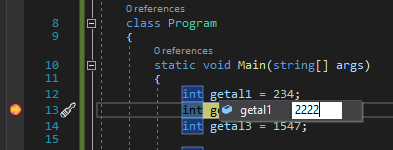 0 references
8 class Program
9 {
0 references
10 static void Main(string[] args)
11 {
12 int getal1 = 234;
13 int g getal1 2222
14 int getal3 = 1547;
15